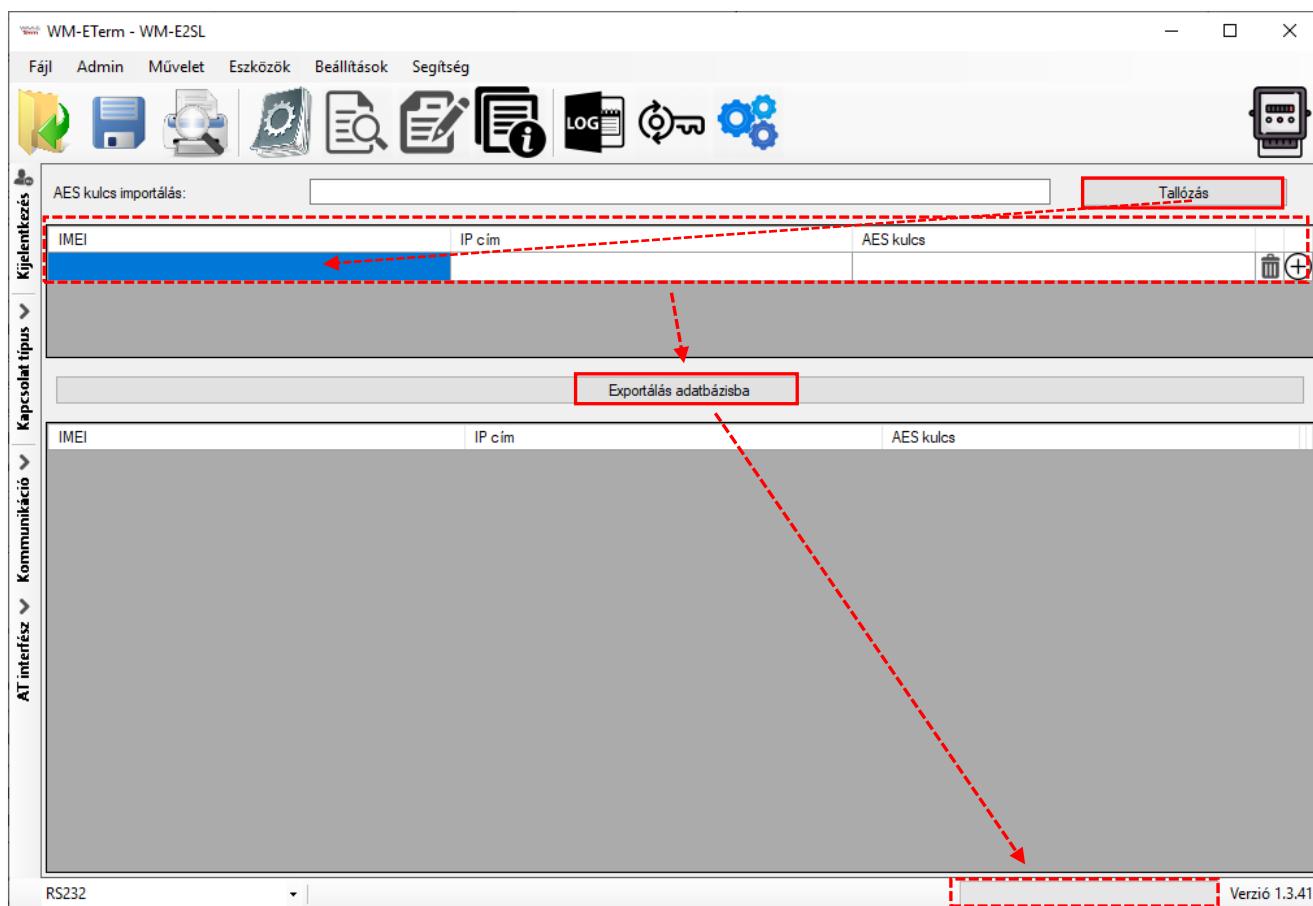 WM-ETerm - WM-E2SL
Fájl Admin Művelet Eszközök Beállítások Segítség
LOG
Kijelentkezés
Kapcsolat típus
Kommunikáció
AT interfész
AES kulcs importálás:
Tallózás
IMEI IP cím AES kulcs
Exportálás adatbázisba
IMEI IP cím AES kulcs
RS232
Verzió 1.3.41